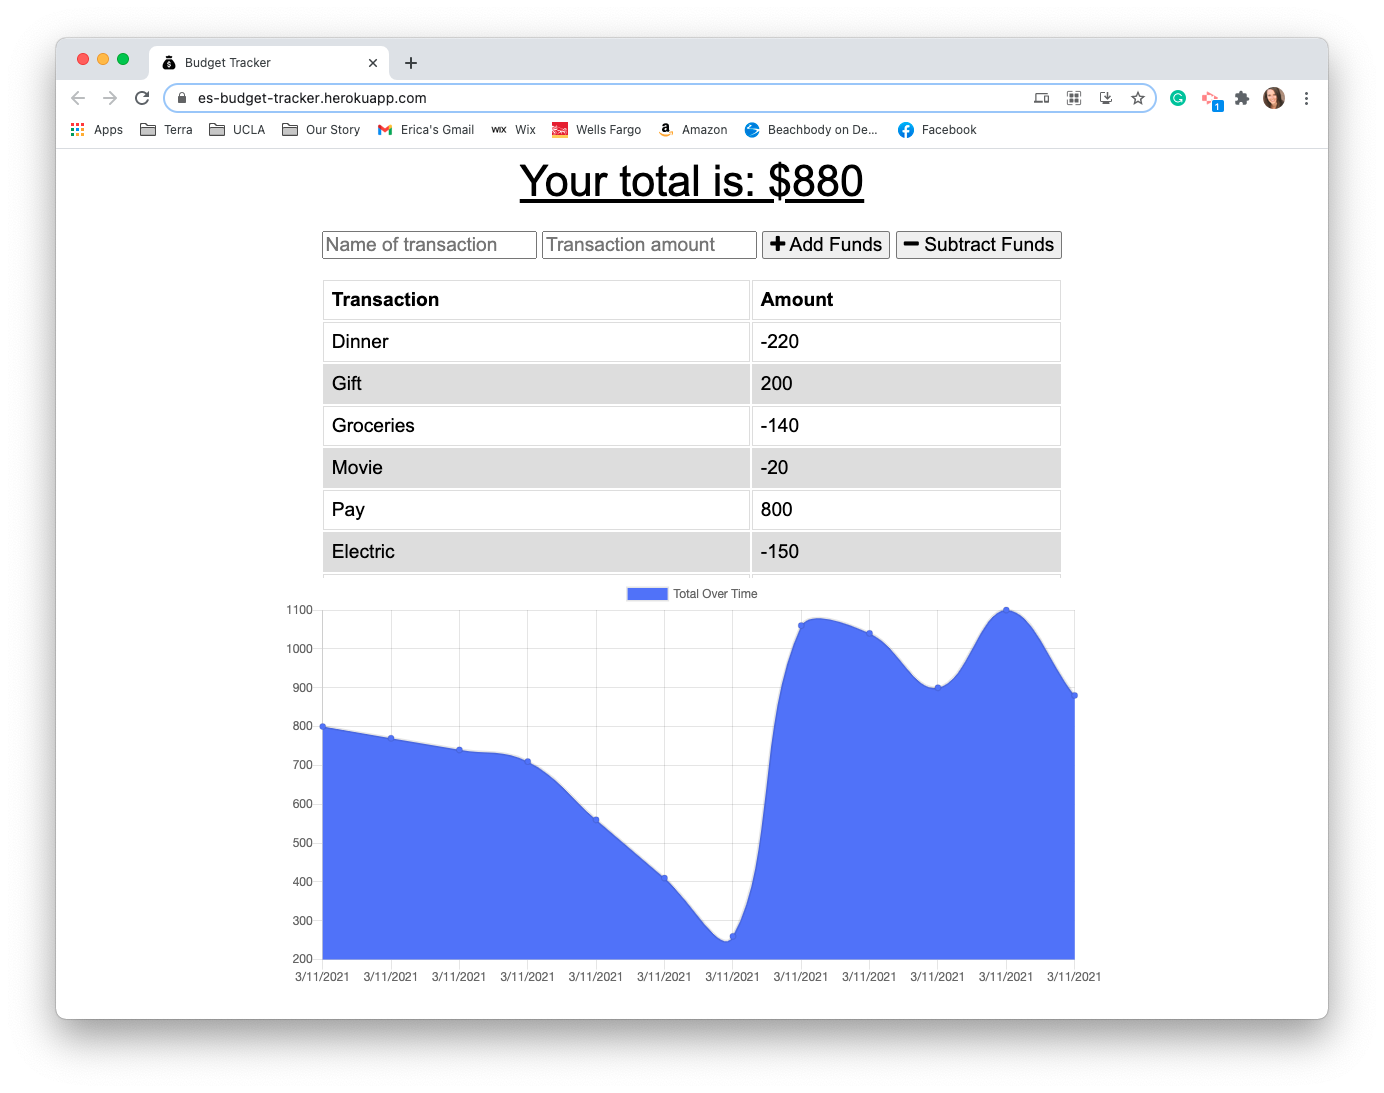 Budget Tracker
es-budget-tracker.herokuapp.com
1
Apps Terra UCLA Our Story Erica's Gmail WIX Wix Wells Fargo a Amazon Beachbody on De... Facebook
Your total is: $880
Name of transaction Transaction amount Add Funds Subtract Funds
Transaction Amount
Dinner -220
Gift 200
Groceries -140
Movie -20
Pay 800
Electric -150
Total Over Time
1100
1000
900
800
700
600
500
400
300
200
3/11/2021 3/11/2021 3/11/2021 3/11/2021 3/11/2021 3/11/2021 3/11/2021 3/11/2021 3/11/2021 3/11/2021 3/11/2021 3/11/2021